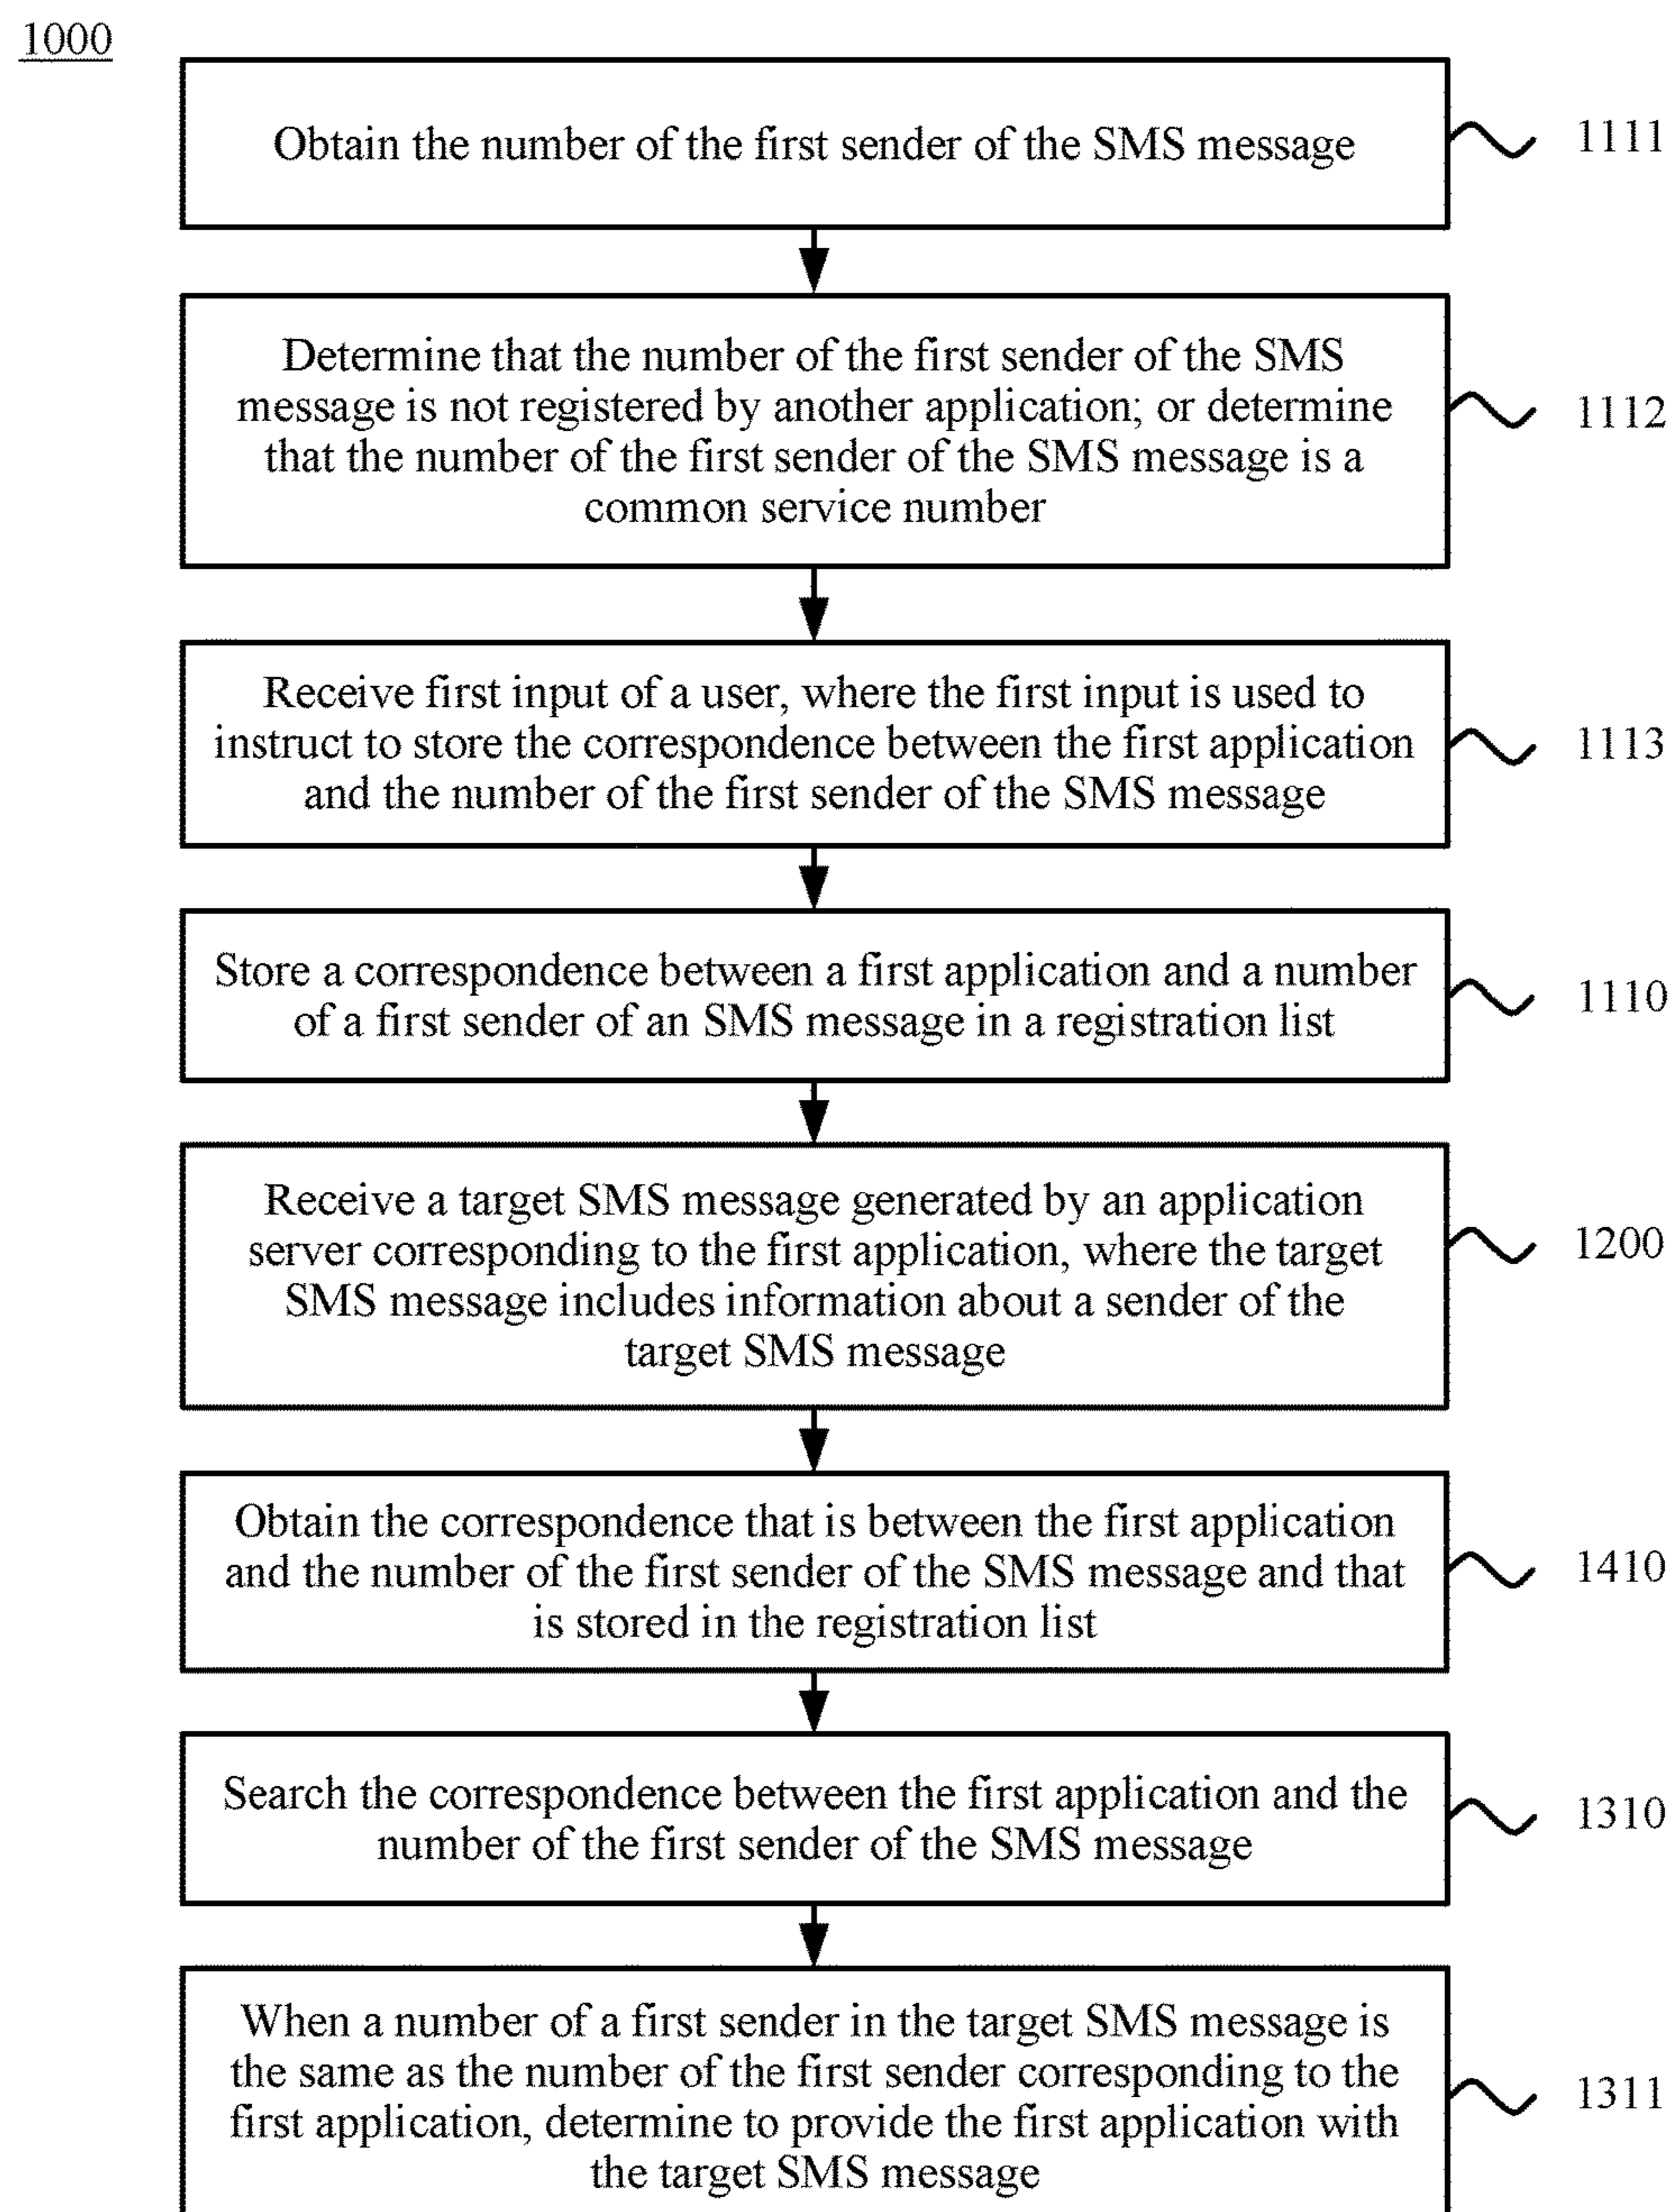 1000
Obtain the number of the first sender of the SMS message
1111
Determine that the number of the first sender of the SMS
message is not registered by another application; or determine
that the number of the first sender of the SMS message is a
common service number
1112
Receive first input of a user, where the first input is used to
instruct to store the correspondence between the first application
and the number of the first sender of the SMS message
1113
Store a correspondence between a first application and a number
of a first sender of an SMS message in a registration list
1110
Receive a target SMS message generated by an application
server corresponding to the first application, where the target
SMS message includes information about a sender of the
target SMS message
1200
Obtain the correspondence that is between the first application
and the number of the first sender of the SMS message and that
is stored in the registration list
1410
Search the correspondence between the first application and the
number of the first sender of the SMS message
1310
When a number of a first sender in the target SMS message is
the same as the number of the first sender corresponding to the
first application, determine to provide the first application with
the target SMS message
1311